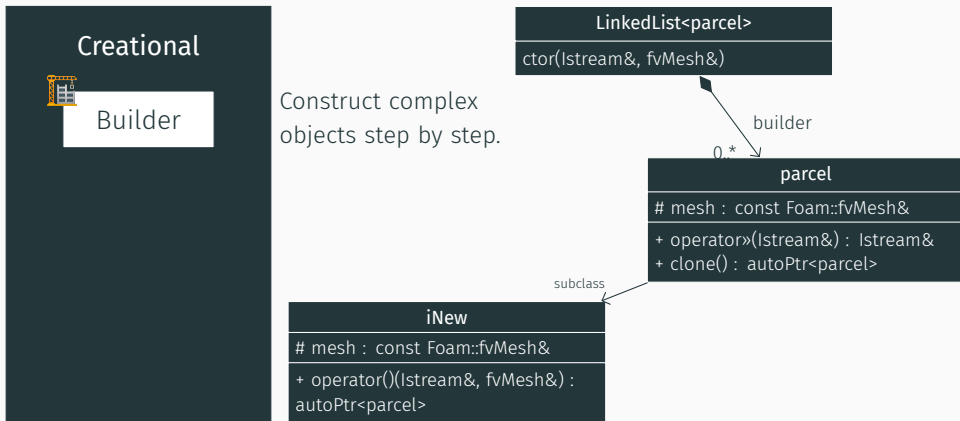 Creational
Builder
Construct complex
objects step by step.
LinkedList<parcel>
ctor(Istream&, fvMesh&)
builder
0..*
parcel
# mesh : const Foam::fvMesh&
+ operator»(Istream&) : Istream&
+ clone() : autoPtr<parcel>
subclass
iNew
# mesh : const Foam::fvMesh&
+ operator()(Istream&, fvMesh&) :
autoPtr<parcel>